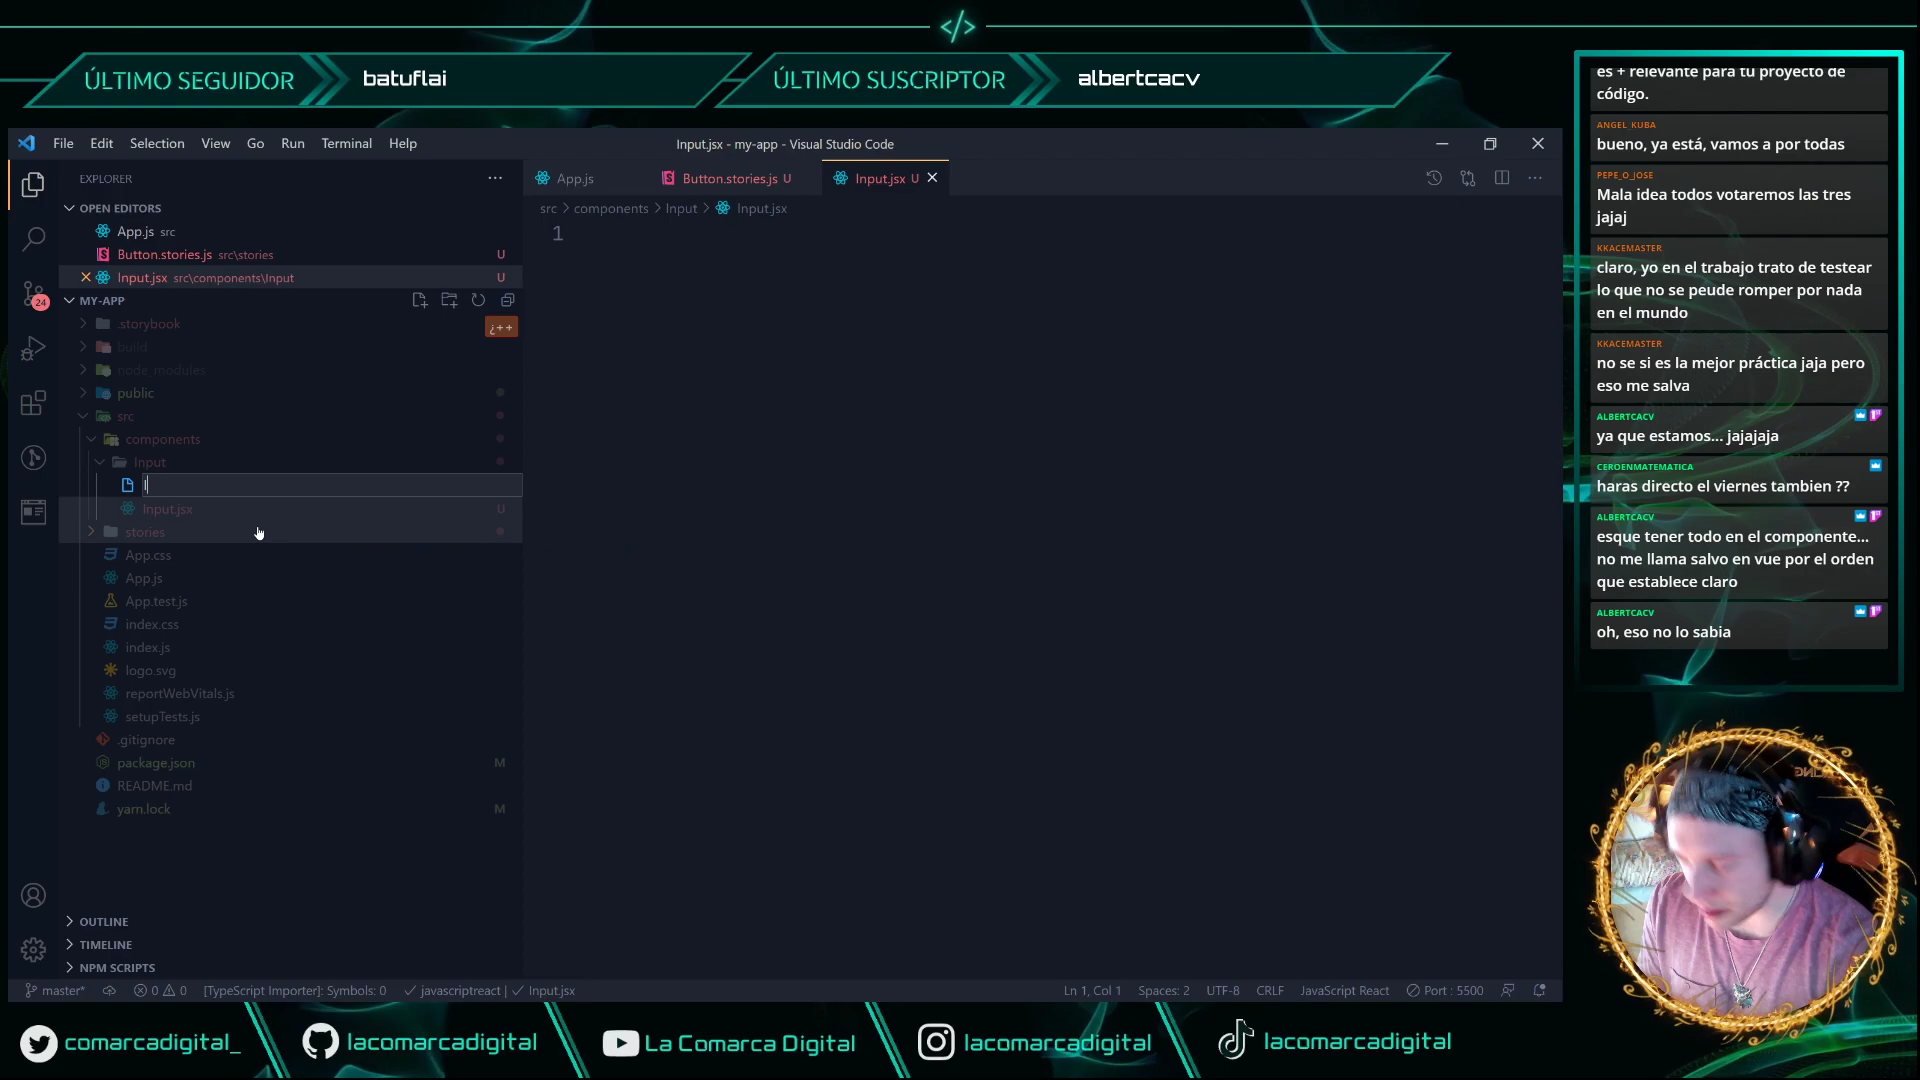 </>
ÚLTIMO SEGUIDOR
batuflai
ÚLTIMO SUSCRIPTOR
albertcacv
File Edit Selection View Go Run Terminal Help
Input.jsx - my-app - Visual Studio Code
EXPLORER
App.js
Button.stories.js U
Input.jsx U
OPEN EDITORS
App.js src
Button.stories.js src\stories U
Input.jsx src\components\Input U
src > components > Input > Input.jsx
1
24
MY-APP
.storybook
¿++
build
node_modules
public
src
components
Input
I
Input.jsx U
stories
App.css
App.js
App.test.js
index.css
index.js
logo.svg
reportWebVitals.js
setupTests.js
.gitignore
package.json M
README.md
yarn.lock M
OUTLINE
TIMELINE
NPM SCRIPTS
master* 0 0 [TypeScript Importer]: Symbols: 0 javascriptreact | Input.jsx
Ln 1, Col 1 Spaces: 2 UTF-8 CRLF JavaScript React Port : 5500
es + relevante para tu proyecto de
código.
ANGEL_KUBA
bueno, ya está, vamos a por todas
PEPE_O_JOSE
Mala idea todos votaremos las tres
jajaj
KKACEMASTER
claro, yo en el trabajo trato de testear
lo que no se peude romper por nada
en el mundo
KKACEMASTER
no se si es la mejor práctica jaja pero
eso me salva
ALBERTCACV
ya que estamos... jajajaja
CEROENMATEMATICA
haras directo el viernes tambien ??
ALBERTCACV
esque tener todo en el componente...
no me llama salvo en vue por el orden
que establece claro
ALBERTCACV
oh, eso no lo sabia
comarcadigital_
lacomarcadigital
La Comarca Digital
lacomarcadigital
lacomarcadigital